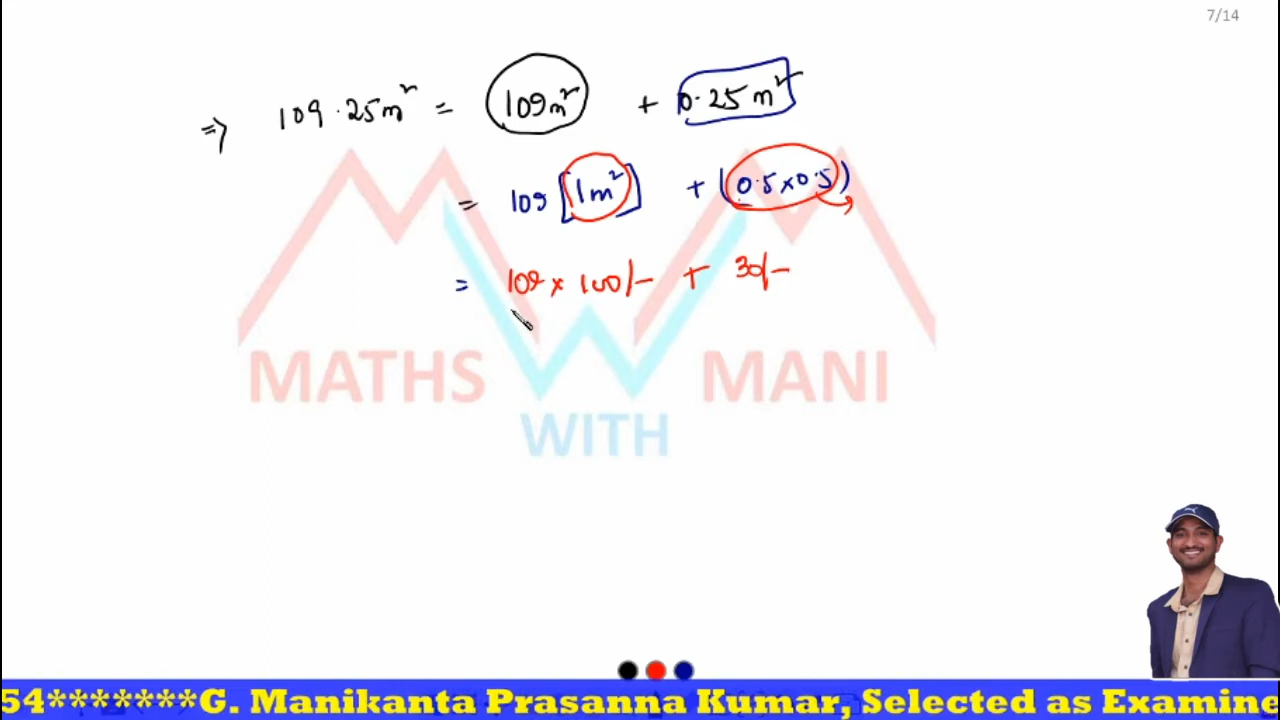 7/14
⇒ 109.25m² = 109m² + 0.25m²
= 109 [1m²] + (0.5×0.5)
= 109 × 100/- + 30/-
MATHS WITH MANI
54*******G. Manikanta Prasanna Kumar, Selected as Examine